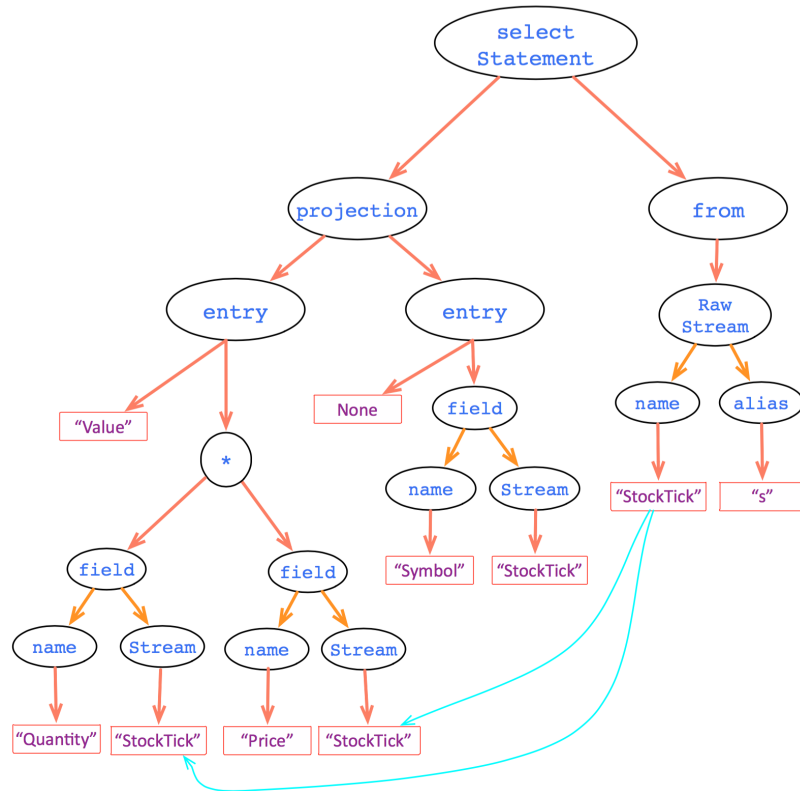 select
Statement
projection
from
entry
entry
Raw
Stream
“Value”
None
field
name
alias
*
name
Stream
“StockTick”
“s”
field
field
“Symbol”
“StockTick”
name
Stream
name
Stream
“Quantity”
“StockTick”
“Price”
“StockTick”